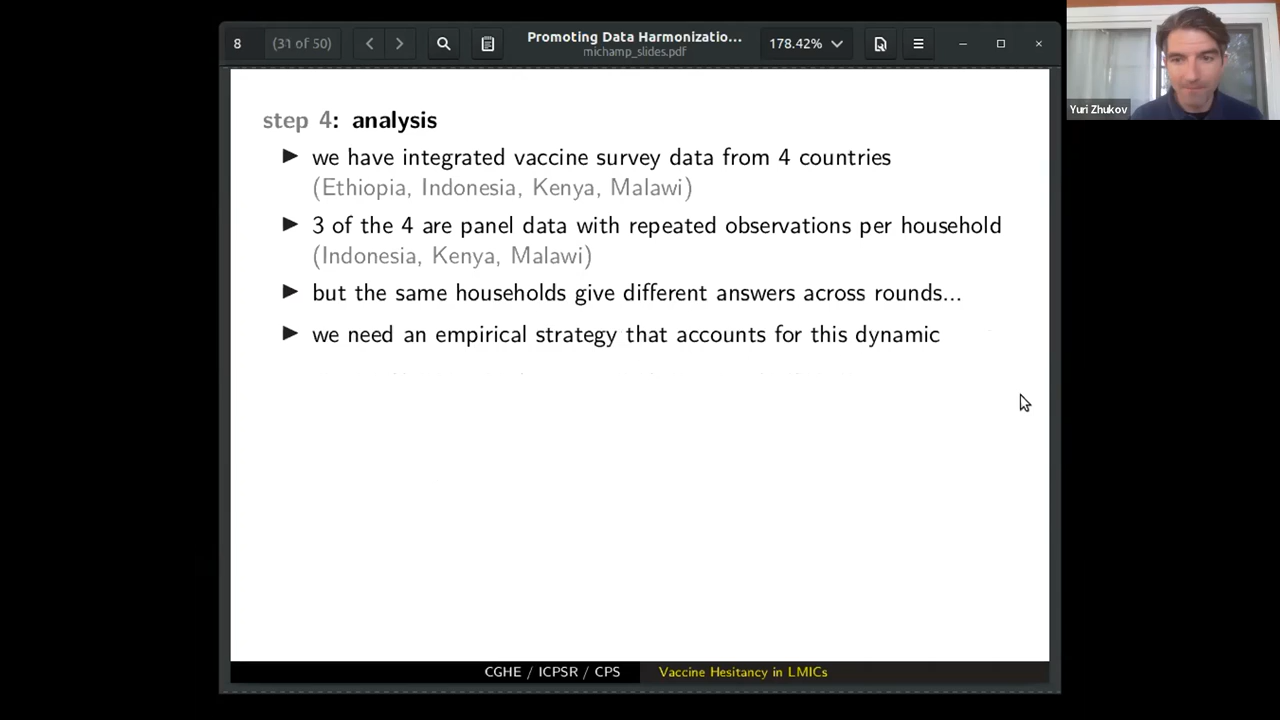 8 (31 of 50) Promoting Data Harmonizatio... 178.42%
michamp_slides.pdf
Yuri Zhukov
step 4: analysis
▶ we have integrated vaccine survey data from 4 countries
(Ethiopia, Indonesia, Kenya, Malawi)
▶ 3 of the 4 are panel data with repeated observations per household
(Indonesia, Kenya, Malawi)
▶ but the same households give different answers across rounds...
▶ we need an empirical strategy that accounts for this dynamic
CGHE / ICPSR / CPS Vaccine Hesitancy in LMICs